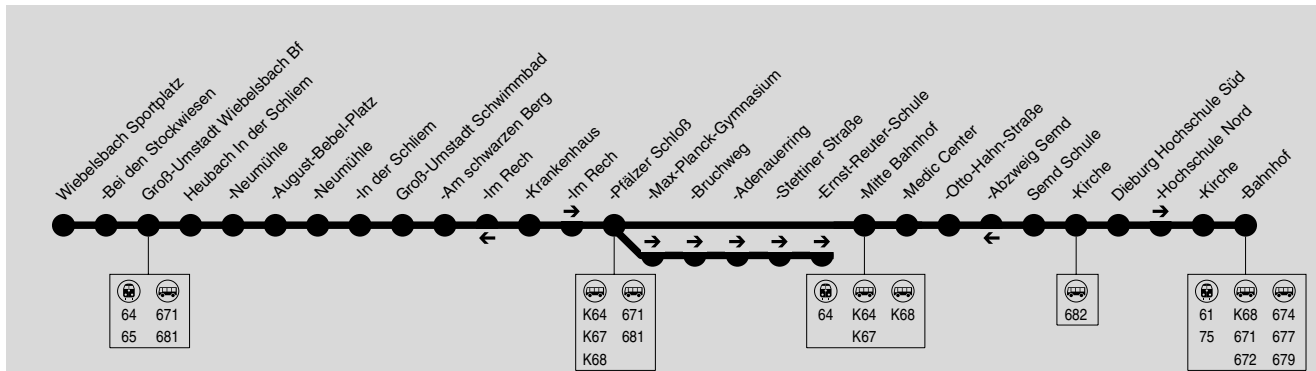 Wiebelsbach Sportplatz
-Bei den Stockwiesen
Groß-Umstadt Wiebelsbach Bf
Heubach In der Schliem
-Neumühle
-August-Bebel-Platz
-Neumühle
-In der Schliem
Groß-Umstadt Schwimmbad
-Am schwarzen Berg
-Im Rech
-Krankenhaus
-Im Rech
-Pfälzer Schloß
-Max-Planck-Gymnasium
-Bruchweg
-Adenauerring
-Stettiner Straße
-Ernst-Reuter-Schule
-Mitte Bahnhof
-Medic Center
-Otto-Hahn-Straße
-Abzweig Semd
Semd Schule
-Kirche
Dieburg Hochschule Süd
-Hochschule Nord
-Kirche
-Bahnhof
64 671
65 681
K64 671
K67 681
K68
64 K64 K68
K67
682
61 K68 674
75 671 677
672 679